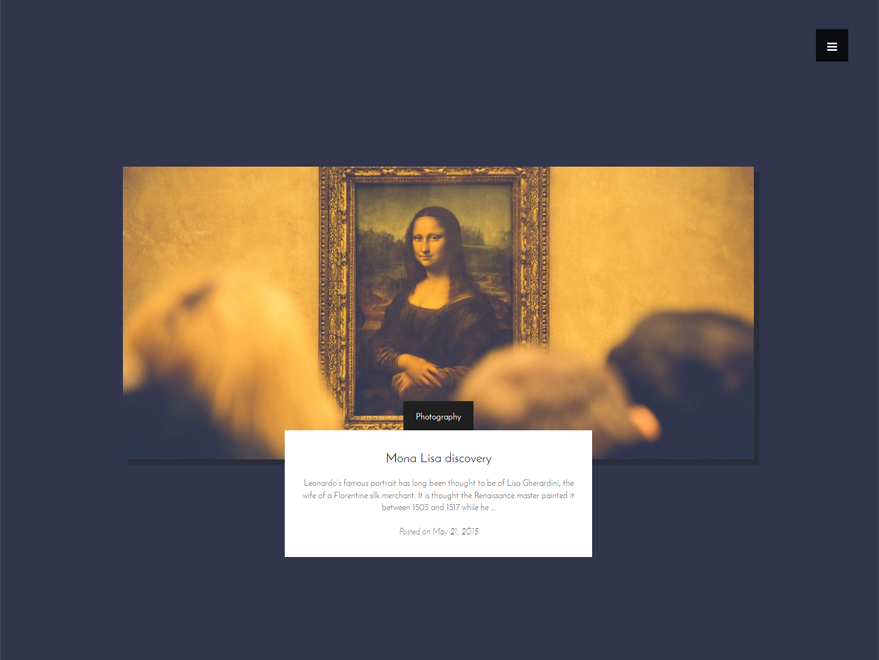 Photography
Mona Lisa discovery
Leonardo's famous portrait has long been thought to be of Lisa Gherardini, the
wife of a Florentine silk merchant. It is thought the Renaissance master painted it
between 1503 and 1517 while he ...
Posted on May 21, 2015